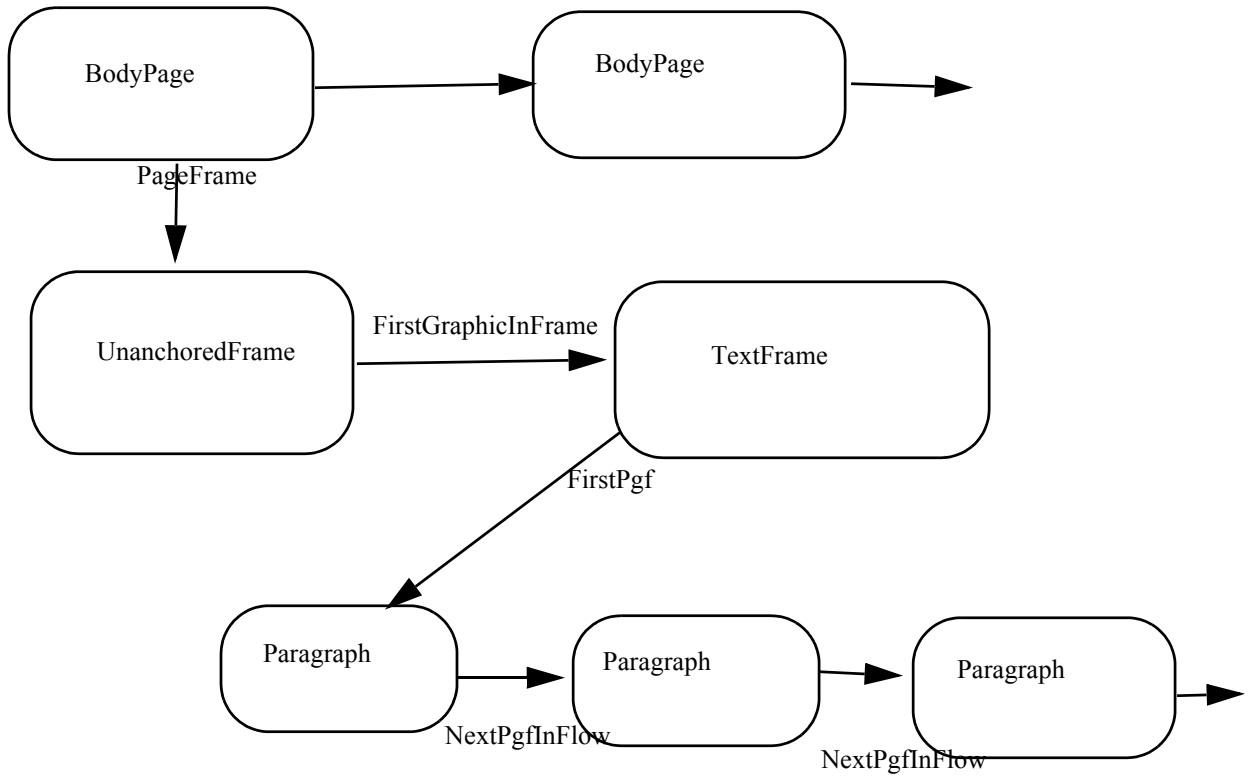 BodyPage
BodyPage
PageFrame
UnanchoredFrame
FirstGraphicInFrame
TextFrame
FirstPgf
Paragraph
Paragraph
Paragraph
NextPgfInFlow
NextPgfInFlow